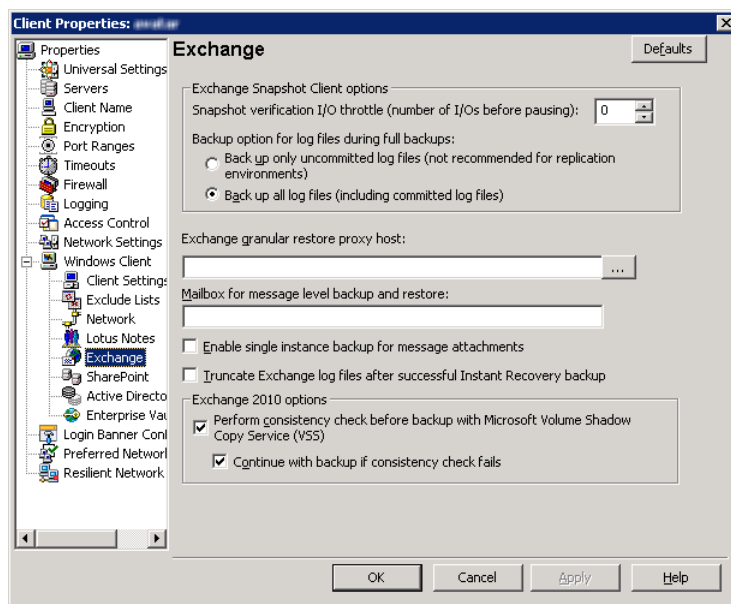 Client Properties:
Properties
Universal Settings
Servers
Client Name
Encryption
Port Ranges
Timeouts
Firewall
Logging
Access Control
Network Settings
Windows Client
Client Settings
Exclude Lists
Network
Lotus Notes
Exchange
SharePoint
Active Directo
Enterprise Vau
Login Banner Conf
Preferred Networ
Resilient Network
Exchange
Defaults
Exchange Snapshot Client options
Snapshot verification I/O throttle (number of I/Os before pausing):
0
Backup option for log files during full backups:
Back up only uncommitted log files (not recommended for replication
environments)
Back up all log files (including committed log files)
Exchange granular restore proxy host:
...
Mailbox for message level backup and restore:
Enable single instance backup for message attachments
Truncate Exchange log files after successful Instant Recovery backup
Exchange 2010 options
Perform consistency check before backup with Microsoft Volume Shadow
Copy Service (VSS)
Continue with backup if consistency check fails
OK
Cancel
Apply
Help